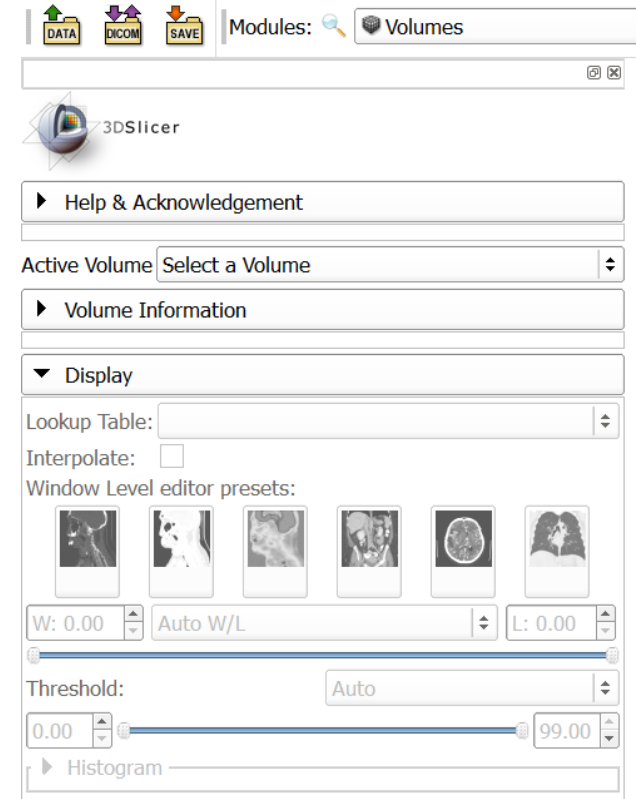 DATA DICOM SAVE Modules: Volumes
3DSlicer
Help & Acknowledgement
Active Volume Select a Volume
Volume Information
Display
Lookup Table:
Interpolate:
Window Level editor presets:
W: 0.00 Auto W/L L: 0.00
Threshold: Auto
0.00 99.00
Histogram